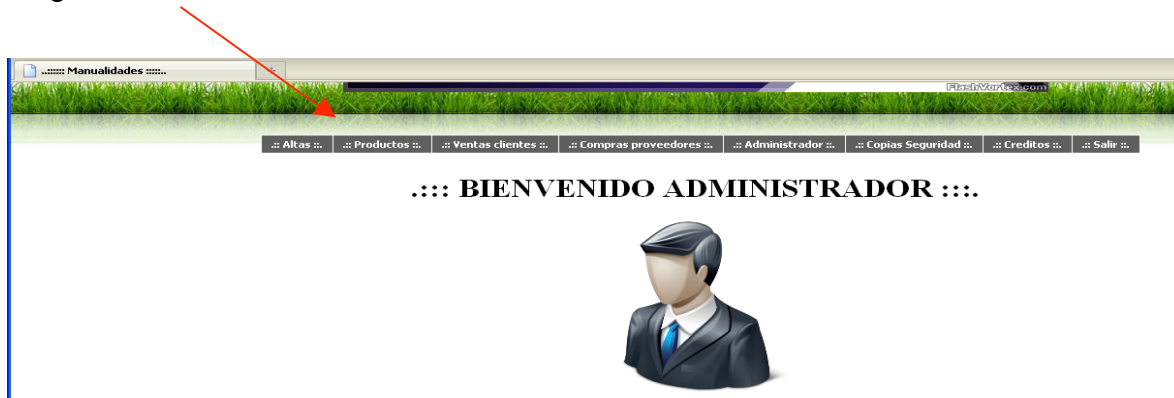 ..:::::: Manualidades :::::..
FlashVortex.com
.:: Altas ::. .:: Productos ::. .:: Ventas clientes ::. .:: Compras proveedores ::. .:: Administrador ::. .:: Copias Seguridad ::. .:: Creditos ::. .:: Salir ::.
.::: BIENVENIDO ADMINISTRADOR :::.